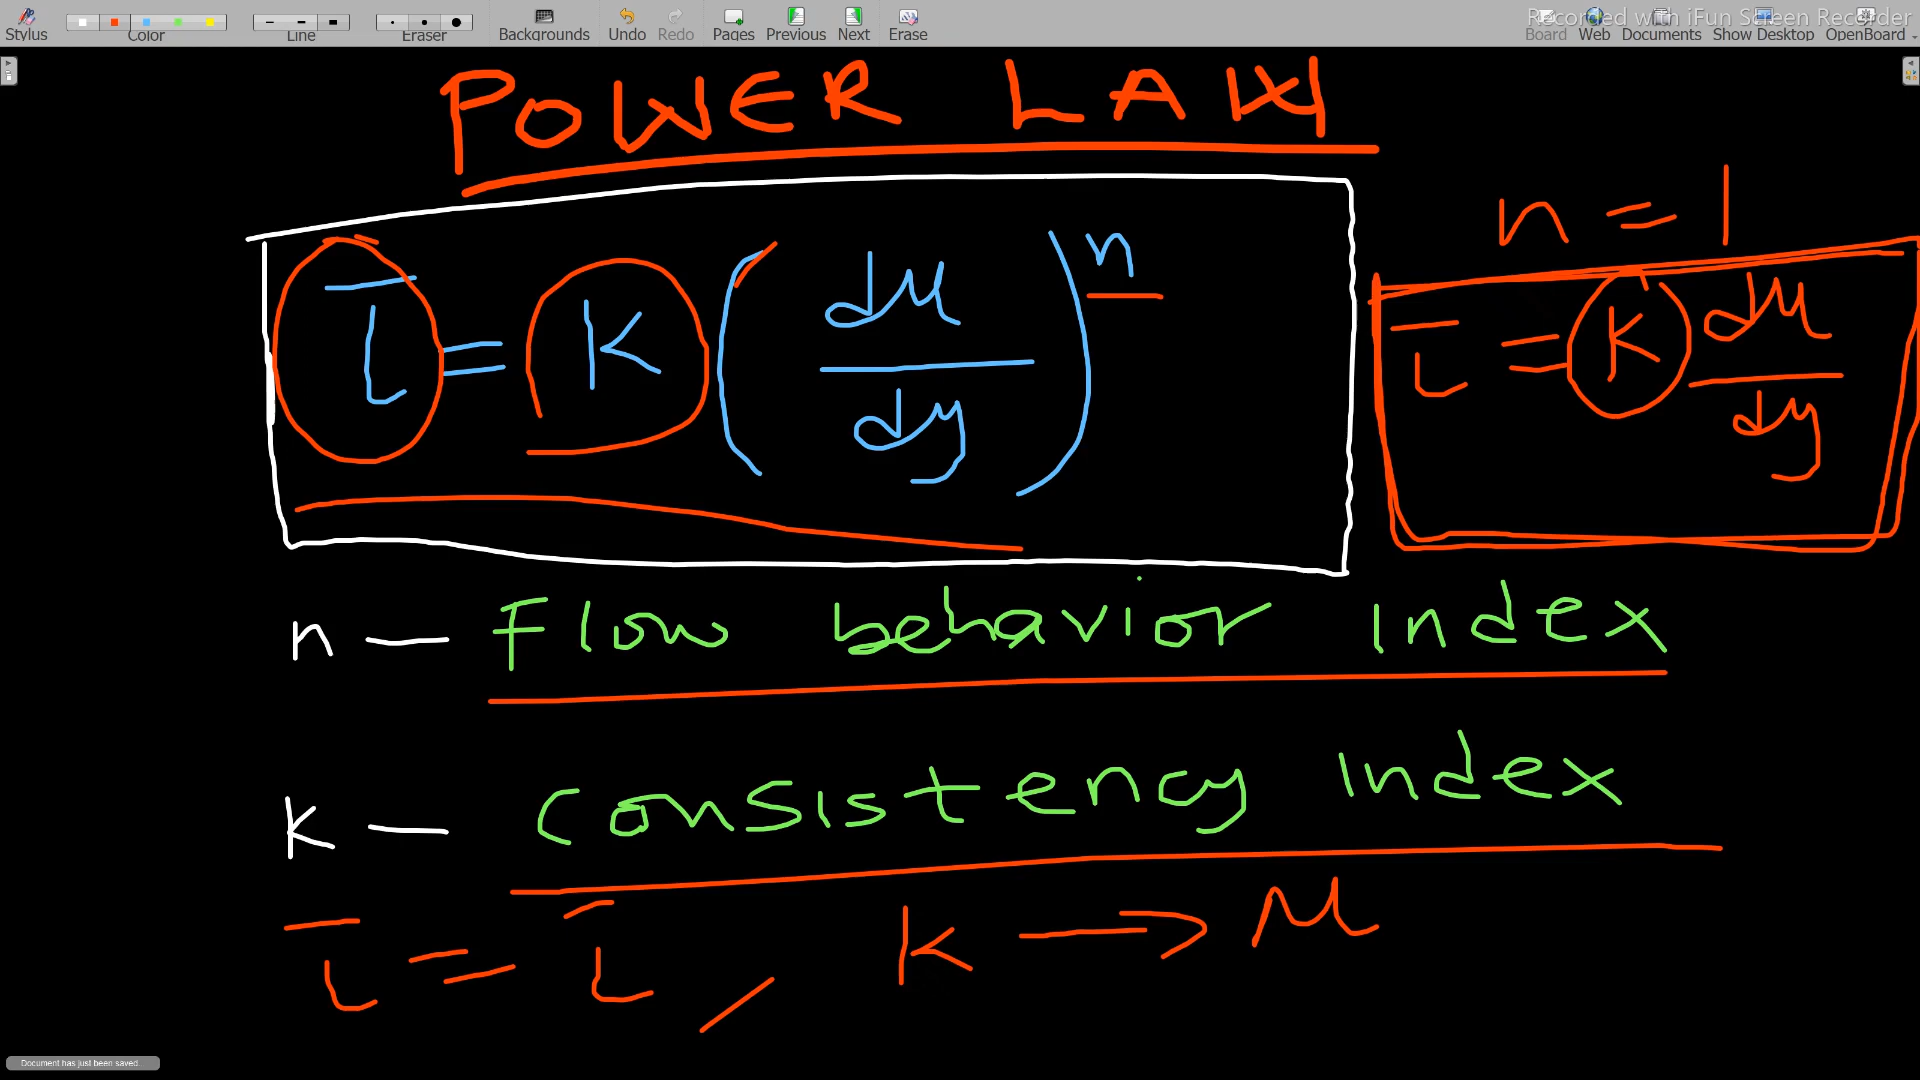 Stylus Color Line Eraser Backgrounds Undo Redo Pages Previous Next Erase Board Web Documents Show Desktop OpenBoard
Recorded with iFun Screen Recorder
POWER LAW
n = 1
τ = K (du/dy)^n
τ = K du/dy
n — Flow behavior Index
K — Consistency Index
τ = τ, K → μ
Document has just been saved...